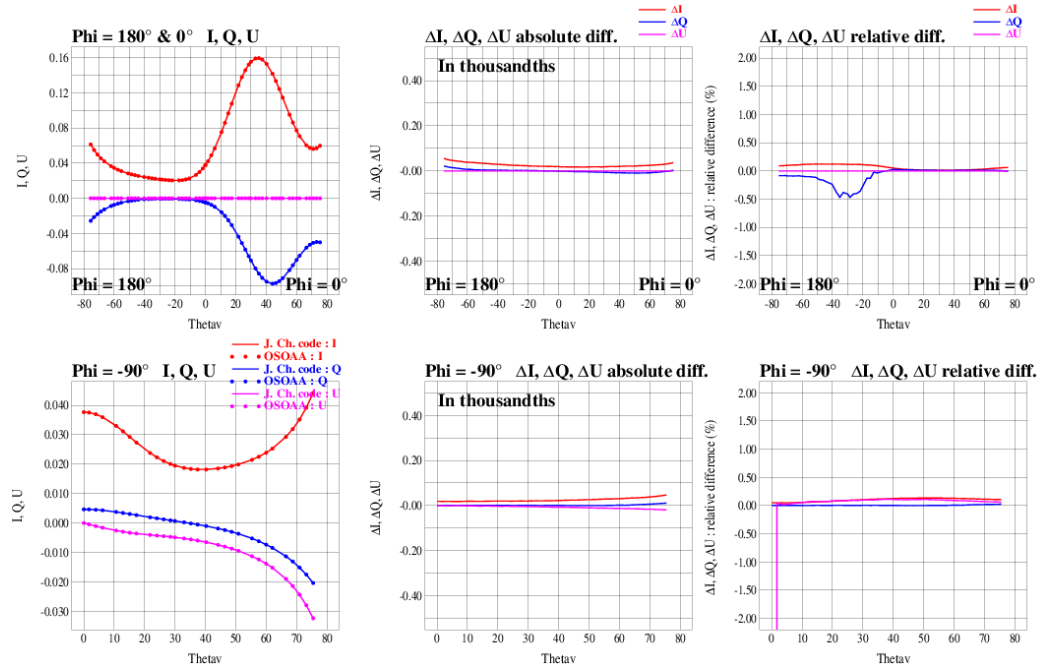 ΔI
ΔQ
ΔU
ΔI
ΔQ
ΔU
Phi = 180° & 0° I, Q, U
ΔI, ΔQ, ΔU absolute diff.
ΔI, ΔQ, ΔU relative diff.
In thousandths
0.16
0.12
0.08
0.04
0.00
-0.04
-0.08
I, Q, U
Phi = 180°
Phi = 0°
-80 -60 -40 -20 0 20 40 60 80
Thetav
0.40
0.20
-0.00
-0.20
-0.40
ΔI, ΔQ, ΔU
Phi = 180°
Phi = 0°
-80 -60 -40 -20 0 20 40 60 80
Thetav
2.00
1.50
1.00
0.50
0.00
-0.50
-1.00
-1.50
-2.00
ΔI, ΔQ, ΔU : relative difference (%)
Phi = 180°
Phi = 0°
-80 -60 -40 -20 0 20 40 60 80
Thetav
J. Ch. code : I
OSOAA : I
J. Ch. code : Q
OSOAA : Q
J. Ch. code : U
OSOAA : U
Phi = -90° I, Q, U
Phi = -90° ΔI, ΔQ, ΔU absolute diff.
Phi = -90° ΔI, ΔQ, ΔU relative diff.
In thousandths
0.040
0.030
0.020
0.010
0.000
-0.010
-0.020
-0.030
I, Q, U
0 10 20 30 40 50 60 70 80
Thetav
0.40
0.20
-0.00
-0.20
-0.40
ΔI, ΔQ, ΔU
0 10 20 30 40 50 60 70 80
Thetav
2.00
1.50
1.00
0.50
0.00
-0.50
-1.00
-1.50
-2.00
ΔI, ΔQ, ΔU : relative difference (%)
0 10 20 30 40 50 60 70 80
Thetav